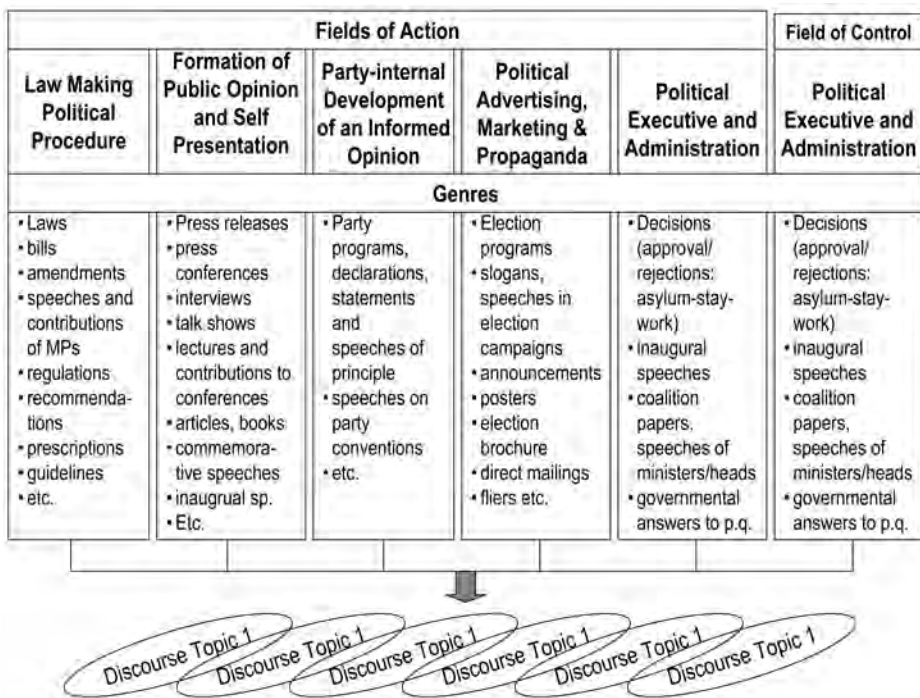 Fields of Action
Field of Control
Law Making
Political
Procedure
Formation of
Public Opinion
and Self
Presentation
Party-internal
Development
of an Informed
Opinion
Political
Advertising,
Marketing &
Propaganda
Political
Executive and
Administration
Political
Executive and
Administration
Genres
• Laws
• bills
• amendments
• speeches and
contributions
of MPs
• regulations
• recommenda-
tions
• prescriptions
• guidelines
• etc.
• Press releases
• press
conferences
• interviews
• talk shows
• lectures and
contributions to
conferences
• articles, books
• commemora-
tive speeches
• inaugrual sp.
• Etc.
• Party
programs,
declarations,
statements
and
speeches of
principle
• speeches on
party
conventions
• etc.
• Election
programs
• slogans,
speeches in
election
campaigns
• announcements
• posters
• election
brochure
• direct mailings
• fliers etc.
• Decisions
(approval/
rejections:
asylum-stay-
work)
• inaugural
speeches
• coalition
papers.
speeches of
ministers/heads
• governmental
answers to p.q.
• Decisions
(approval/
rejections:
asylum-stay-
work)
• inaugural
speeches
• coalition
papers,
speeches of
ministers/heads
• governmental
answers to p.q.
Discourse Topic 1
Discourse Topic 1
Discourse Topic 1
Discourse Topic 1
Discourse Topic 1
Discourse Topic 1